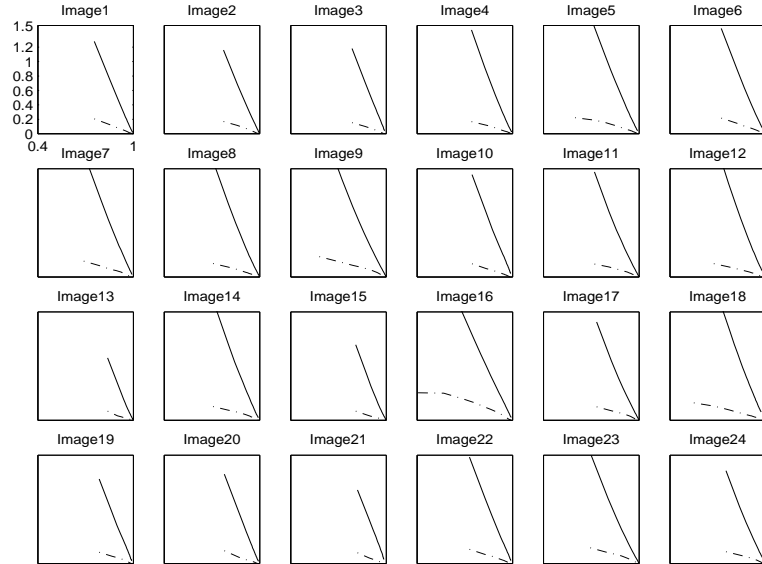 Image1 Image2 Image3 Image4 Image5 Image6
1.5
1.2
0.8
0.6
0.4
0.2
0
0.4 1
Image7 Image8 Image9 Image10 Image11 Image12
Image13 Image14 Image15 Image16 Image17 Image18
Image19 Image20 Image21 Image22 Image23 Image24